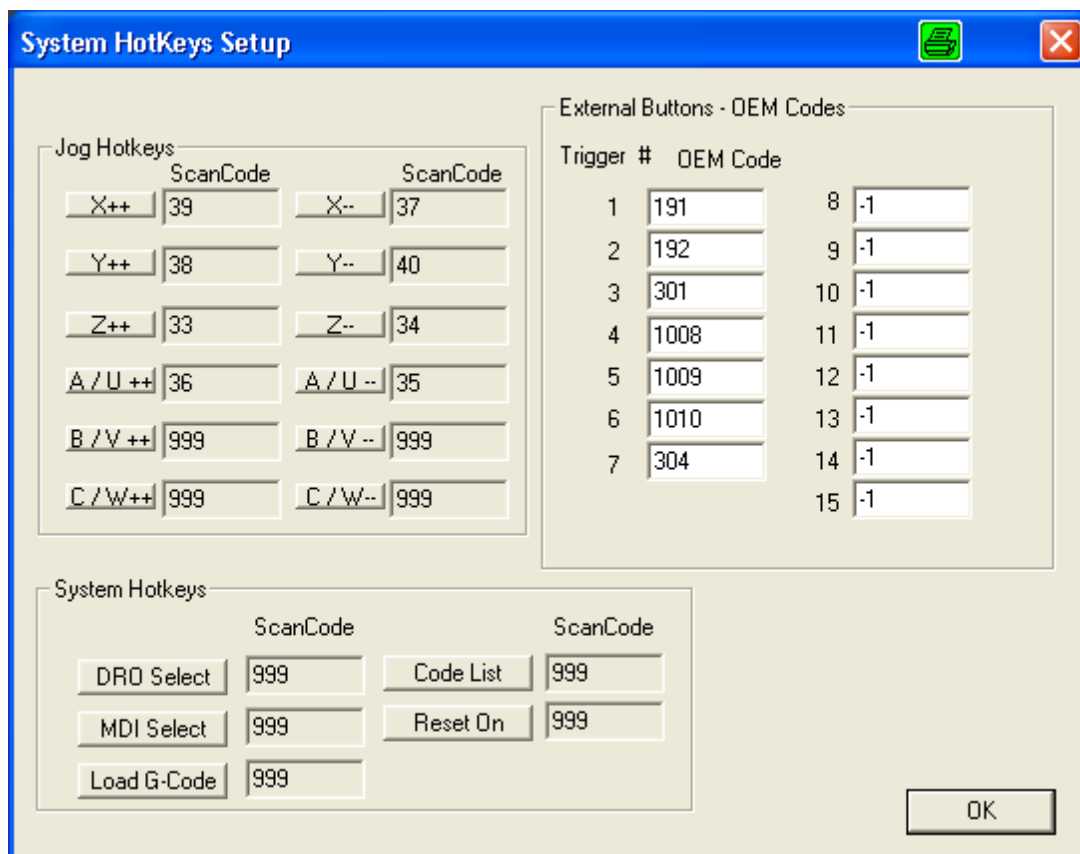 System HotKeys Setup
Jog Hotkeys
ScanCode ScanCode
X++ 39 X-- 37
Y++ 38 Y-- 40
Z++ 33 Z-- 34
A / U ++ 36 A / U -- 35
B / V ++ 999 B / V -- 999
C / W++ 999 C / W-- 999
External Buttons - OEM Codes
Trigger # OEM Code
1 191 8 -1
2 192 9 -1
3 301 10 -1
4 1008 11 -1
5 1009 12 -1
6 1010 13 -1
7 304 14 -1
15 -1
System Hotkeys
ScanCode ScanCode
DRO Select 999 Code List 999
MDI Select 999 Reset On 999
Load G-Code 999
OK